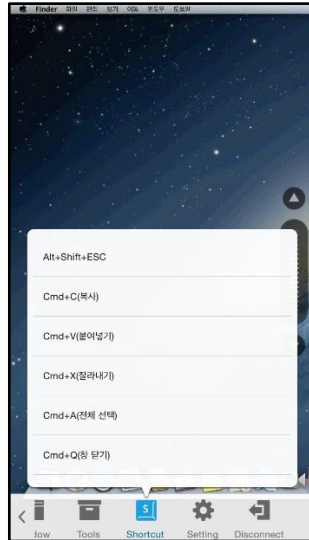 Finder 파일 편집 보기 이동 윈도우 도움말
Alt+Shift+ESC
Cmd+C(복사)
Cmd+V(붙여넣기)
Cmd+X(잘라내기)
Cmd+A(전체 선택)
Cmd+Q(창 닫기)
S
low Tools Shortcut Setting Disconnect